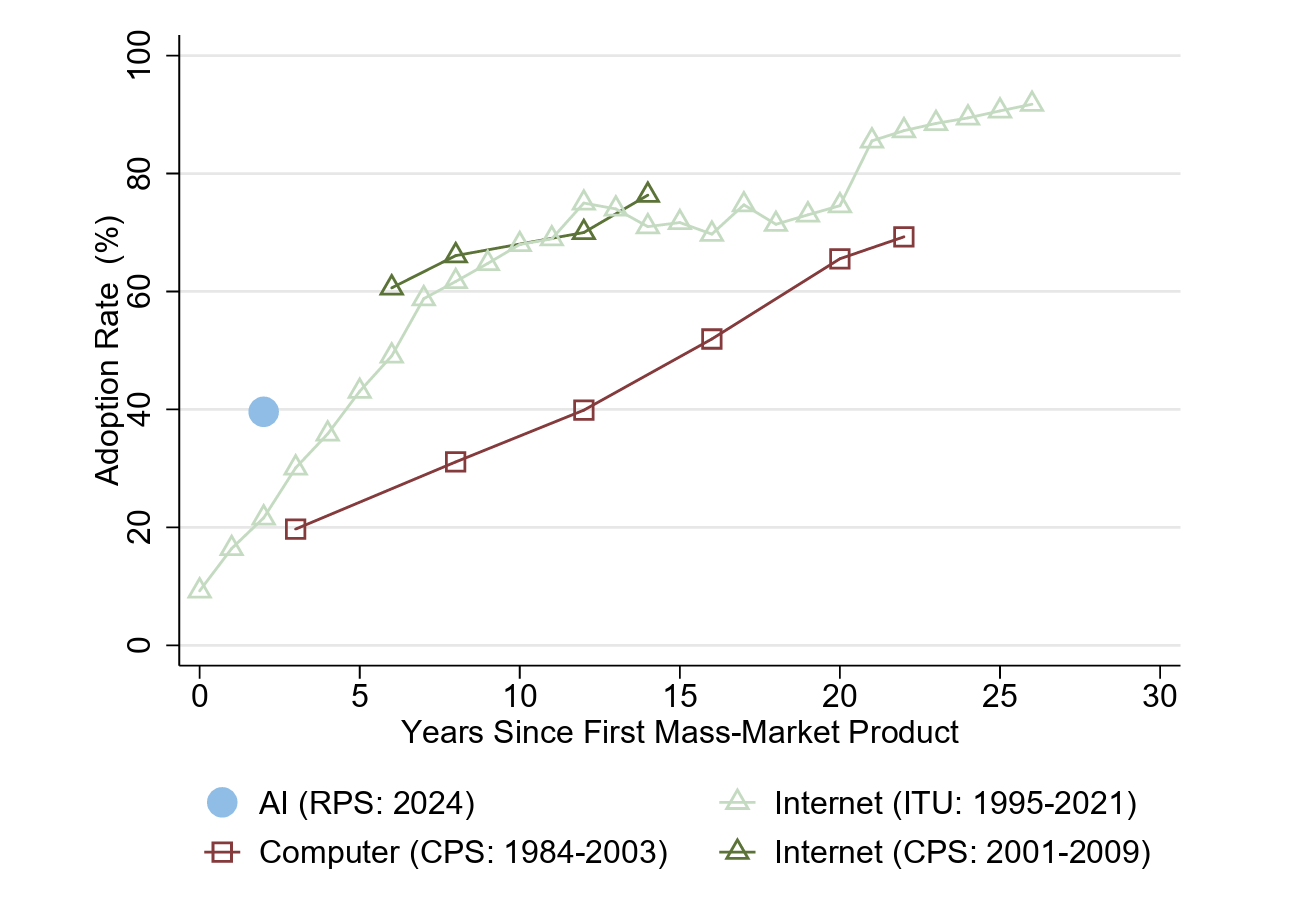 100
80
60
40
20
0
Adoption Rate (%)
0 5 10 15 20 25 30
Years Since First Mass-Market Product
AI (RPS: 2024)
Internet (ITU: 1995-2021)
Computer (CPS: 1984-2003)
Internet (CPS: 2001-2009)